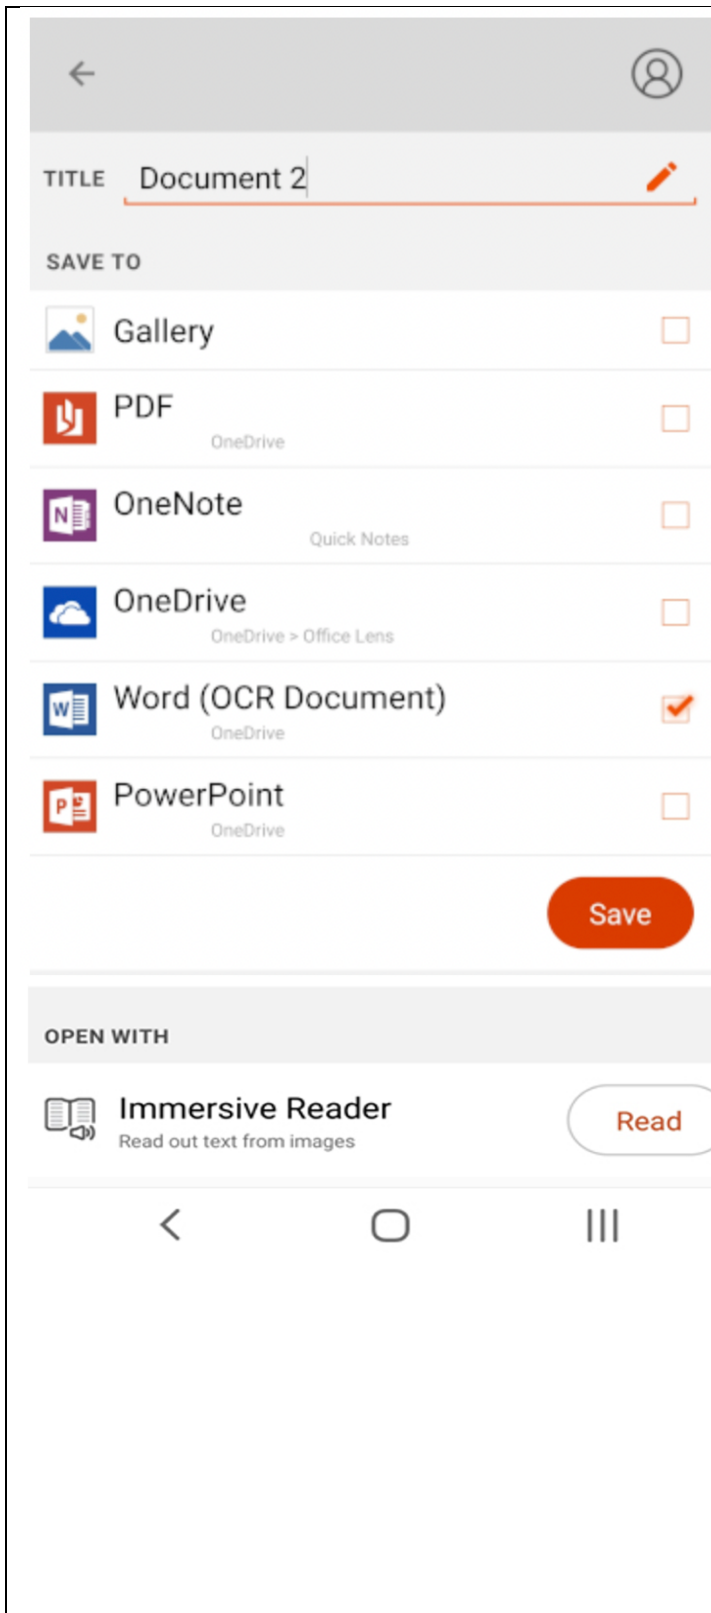 TITLE Document 2
SAVE TO
Gallery
PDF
OneDrive
OneNote
Quick Notes
OneDrive
OneDrive > Office Lens
Word (OCR Document)
OneDrive
PowerPoint
OneDrive
Save
OPEN WITH
Immersive Reader
Read out text from images
Read